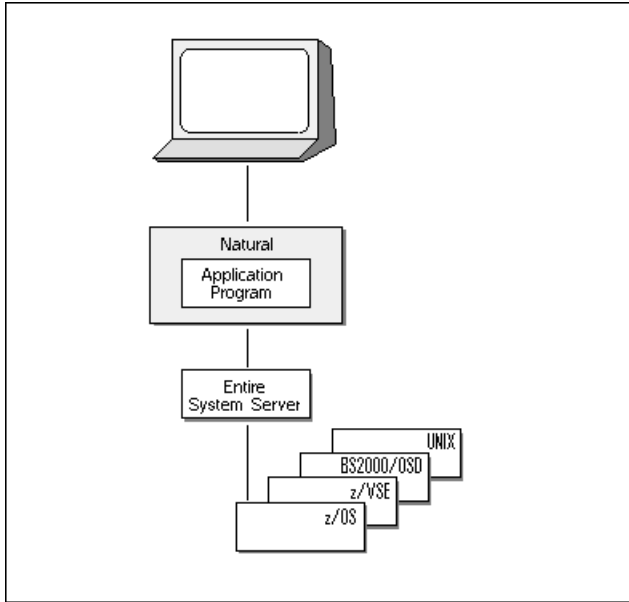 Natural
Application
Program
Entire
System Server
UNIX
BS2000/OSD
z/VSE
z/OS